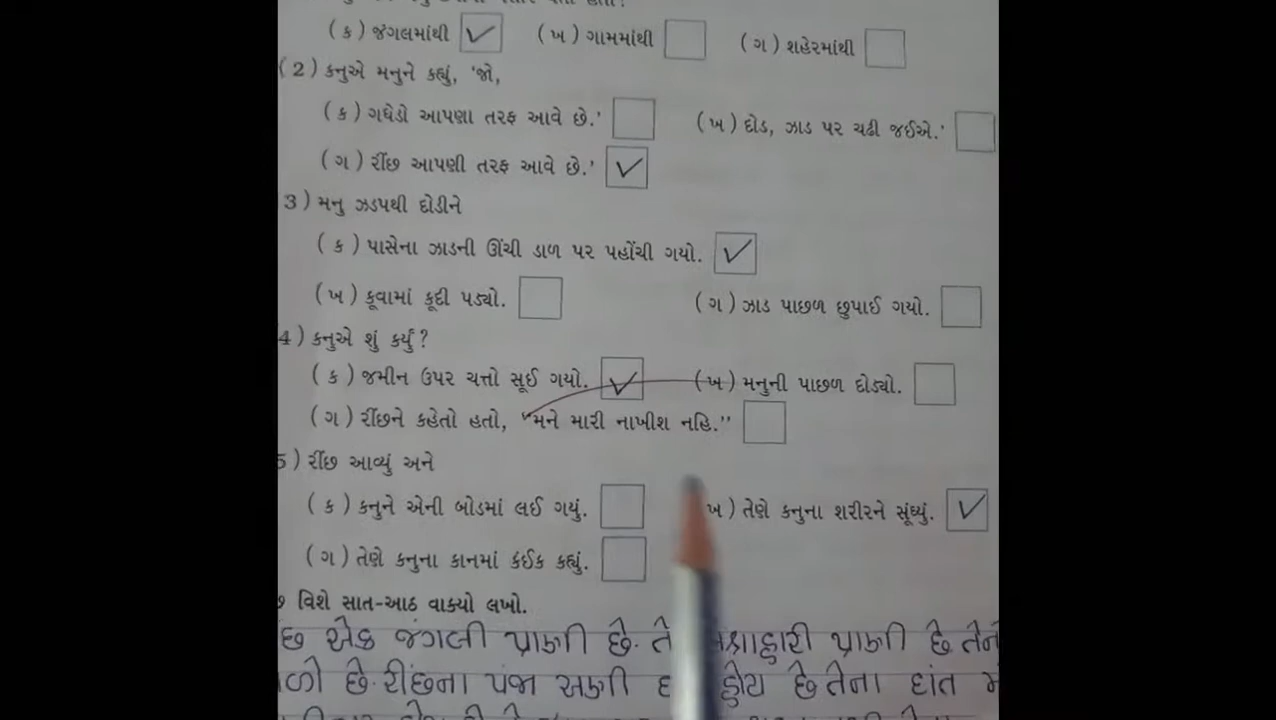 (ક) જંગલમાંથી (ખ) ગામમાંથી (ગ) શહેરમાંથી
(2) કનુએ મનુને કહ્યું, 'જો,
(ક) ગધેડો આપણા તરફ આવે છે.' (ખ) દોડ, ઝાડ પર ચઢી જઈએ.'
(ગ) રીંછ આપણી તરફ આવે છે.'
3) મનુ ઝડપથી દોડીને
(ક) પાસેના ઝાડની ઊંચી ડાળ પર પહોંચી ગયો.
(ખ) કૂવામાં કૂદી પડ્યો. (ગ) ઝાડ પાછળ છુપાઈ ગયો.
4) કનુએ શું કર્યું?
(ક) જમીન ઉપર ચત્તો સૂઈ ગયો. (ખ) મનુની પાછળ દોડ્યો.
(ગ) રીંછને કહેતો હતો, "મને મારી નાખીશ નહિ."
5) રીંછ આવ્યું અને
(ક) કનુને એની બોડમાં લઈ ગયું. ખ) તેણે કનુના શરીરને સૂંઘ્યું.
(ગ) તેણે કનુના કાનમાં કંઈક કહ્યું.
વિશે સાત-આઠ વાક્યો લખો.
એક જંગલી પ્રાણી છે. પ્રાણી છે
છે. રીંછના પંજા અણી હોય છે તેના દાંત